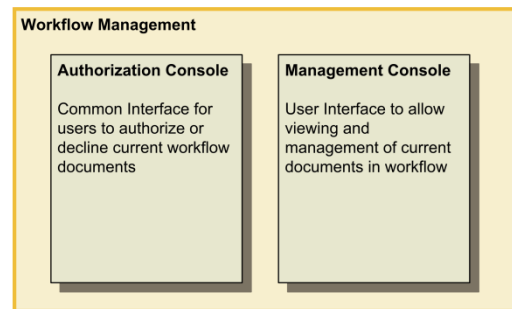 Workflow Management
Authorization Console
Common Interface for
users to authorize or
decline current workflow
documents
Management Console
User Interface to allow
viewing and
management of current
documents in workflow